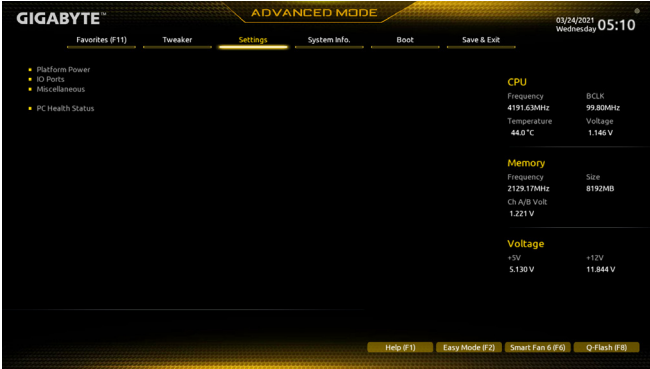 GIGABYTE™
ADVANCED MODE
03/24/2021
Wednesday 05:10
Favorites (F11) Tweaker Settings System Info. Boot Save & Exit
Platform Power
IO Ports
Miscellaneous
PC Health Status
CPU
Frequency BCLK
4191.63MHz 99.80MHz
Temperature Voltage
44.0 °C 1.146 V
Memory
Frequency Size
2129.17MHz 8192MB
Ch A/B Volt
1.221 V
Voltage
+5V +12V
5.130 V 11.844 V
Help (F1) Easy Mode (F2) Smart Fan 6 (F6) Q-Flash (F8)